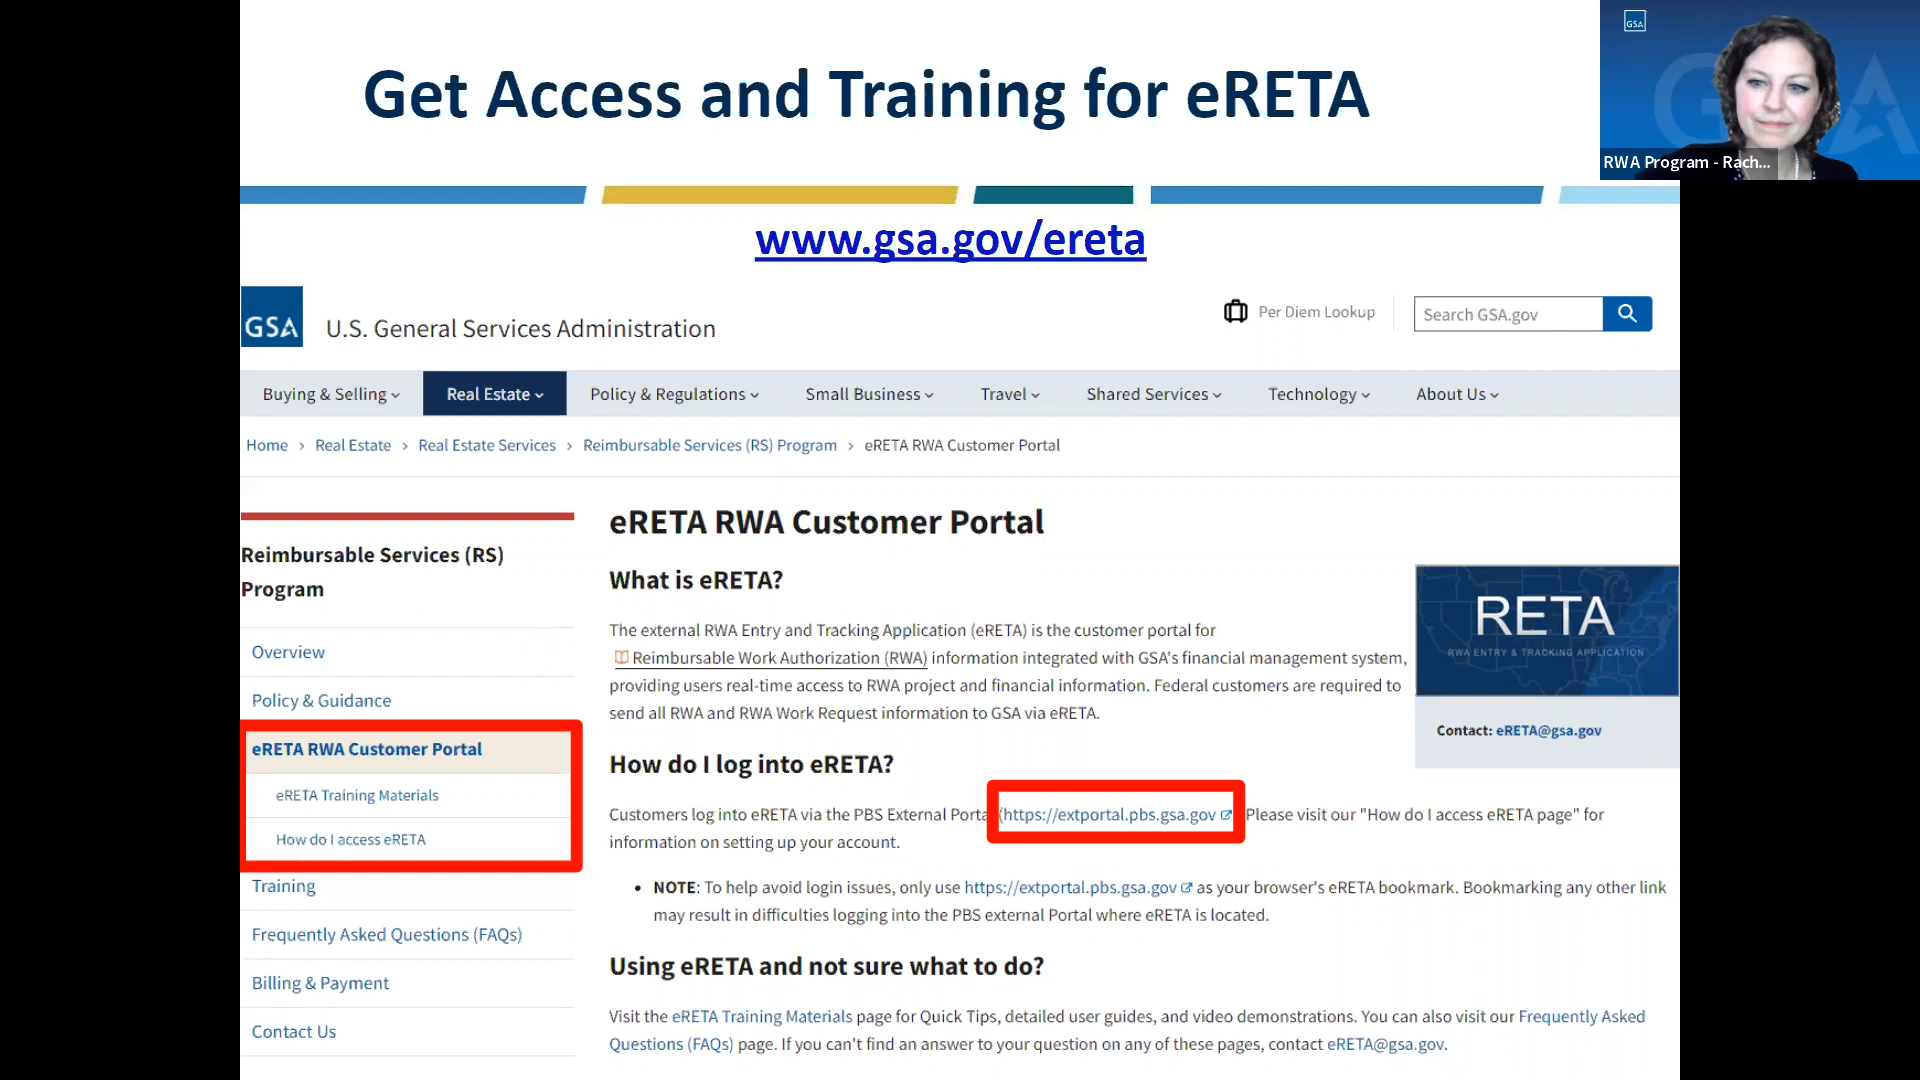 Get Access and Training for eRETA
GSA
RWA Program - Rach...
www.gsa.gov/ereta
GSA
U.S. General Services Administration
Per Diem Lookup
Search GSA.gov
Buying & Selling
Real Estate
Policy & Regulations
Small Business
Travel
Shared Services
Technology
About Us
Home > Real Estate > Real Estate Services > Reimbursable Services (RS) Program > eRETA RWA Customer Portal
Reimbursable Services (RS)
Program
Overview
Policy & Guidance
eRETA RWA Customer Portal
eRETA Training Materials
How do I access eRETA
Training
Frequently Asked Questions (FAQs)
Billing & Payment
Contact Us
eRETA RWA Customer Portal
What is eRETA?
The external RWA Entry and Tracking Application (eRETA) is the customer portal for
Reimbursable Work Authorization (RWA) information integrated with GSA's financial management system,
providing users real-time access to RWA project and financial information. Federal customers are required to
send all RWA and RWA Work Request information to GSA via eRETA.
RETA
RWA ENTRY & TRACKING APPLICATION
Contact: eRETA@gsa.gov
How do I log into eRETA?
Customers log into eRETA via the PBS External Porta (https://extportal.pbs.gsa.gov Please visit our "How do I access eRETA page" for
information on setting up your account.
• NOTE: To help avoid login issues, only use https://extportal.pbs.gsa.gov as your browser's eRETA bookmark. Bookmarking any other link
may result in difficulties logging into the PBS external Portal where eRETA is located.
Using eRETA and not sure what to do?
Visit the eRETA Training Materials page for Quick Tips, detailed user guides, and video demonstrations. You can also visit our Frequently Asked
Questions (FAQs) page. If you can't find an answer to your question on any of these pages, contact eRETA@gsa.gov.